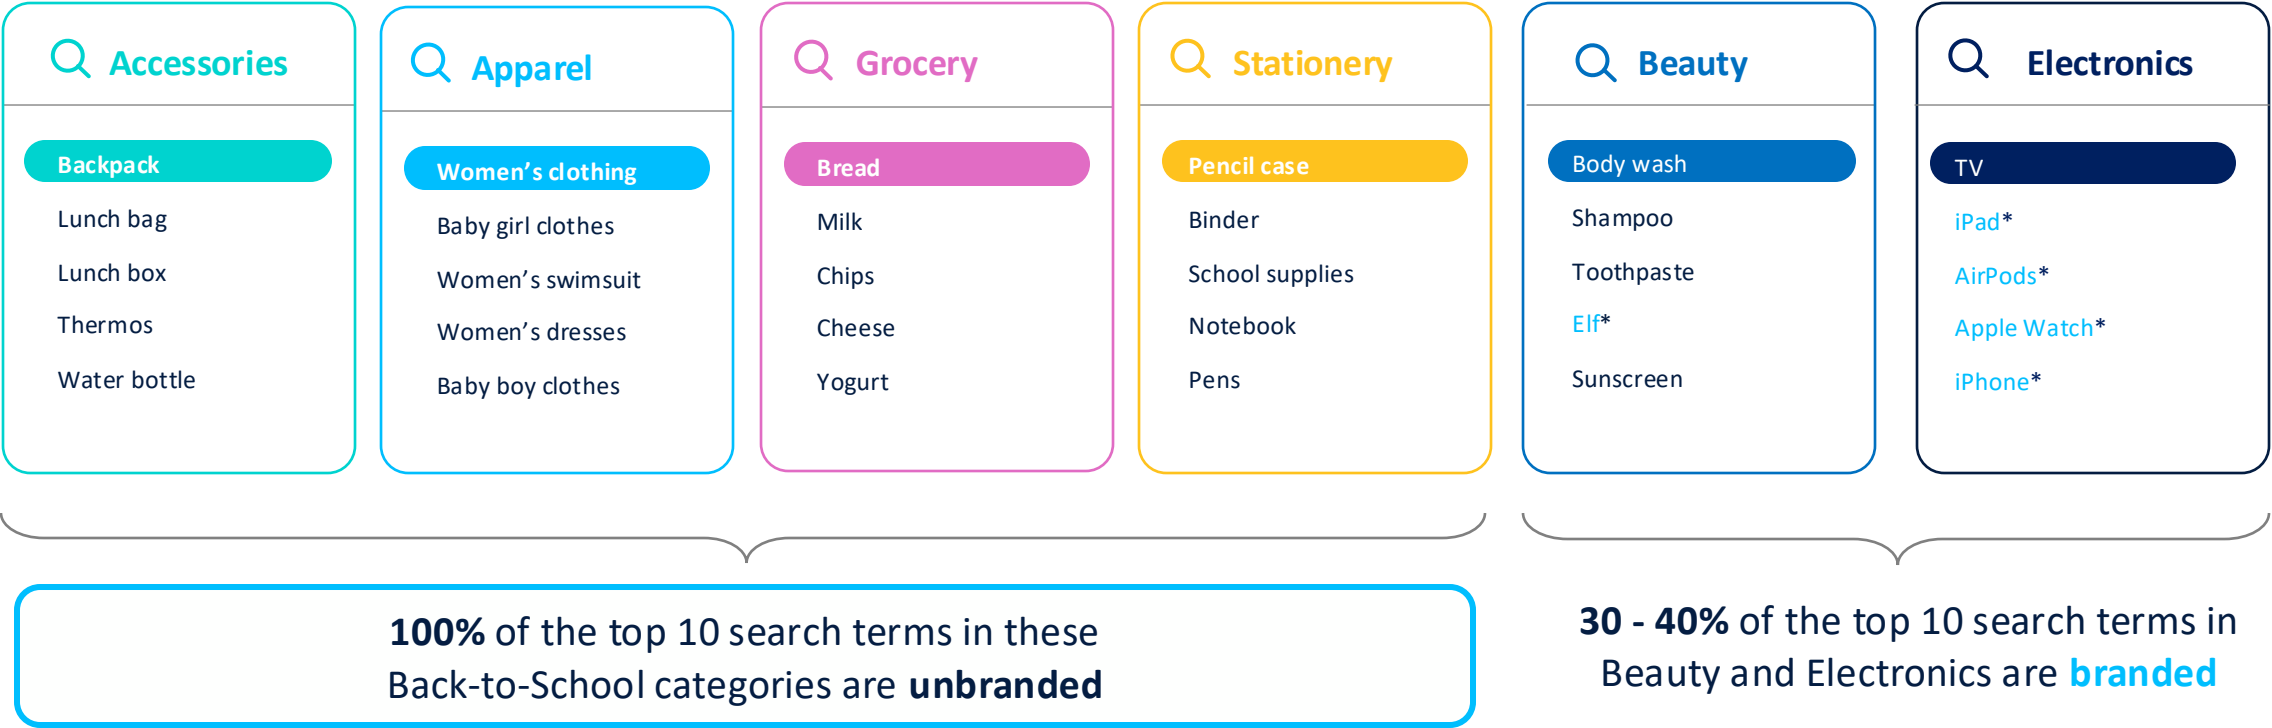 Accessories
Backpack
Lunch bag
Lunch box
Thermos
Water bottle
Apparel
Women’s clothing
Baby girl clothes
Women’s swimsuit
Women’s dresses
Baby boy clothes
Grocery
Bread
Milk
Chips
Cheese
Yogurt
Stationery
Pencil case
Binder
School supplies
Notebook
Pens
Beauty
Body wash
Shampoo
Toothpaste
Elf*
Sunscreen
Electronics
TV
iPad*
AirPods*
Apple Watch*
iPhone*
100% of the top 10 search terms in these
Back-to-School categories are unbranded
30 - 40% of the top 10 search terms in
Beauty and Electronics are branded